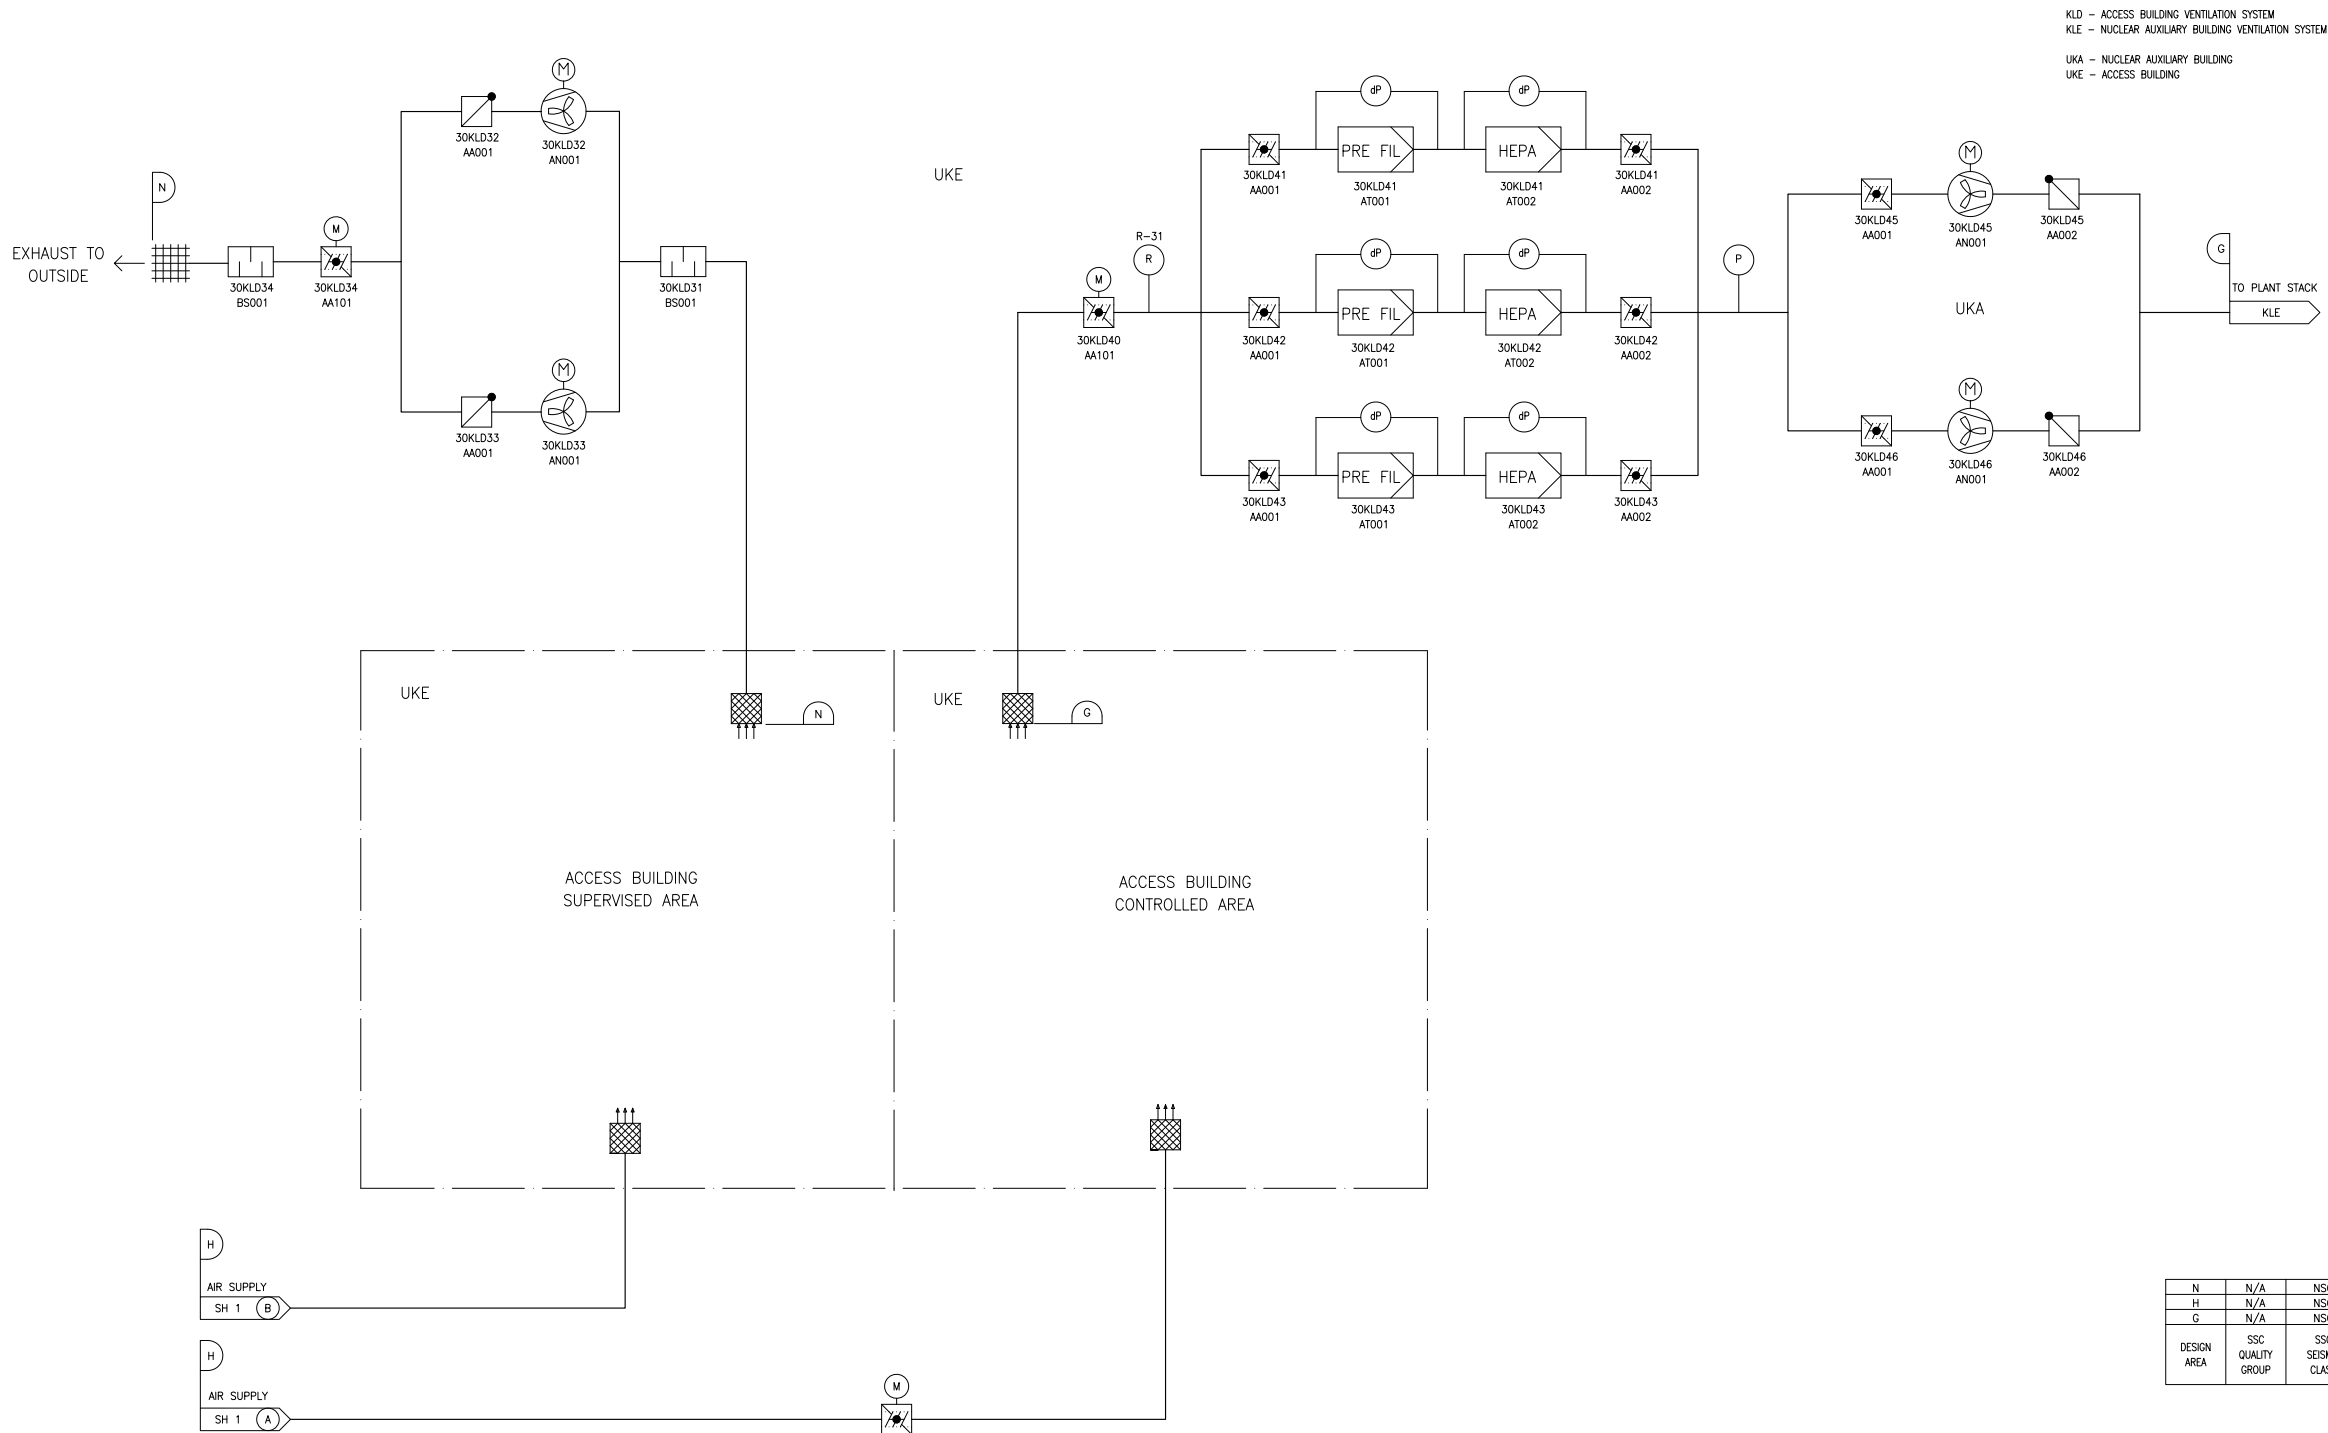 KLD - ACCESS BUILDING VENTILATION SYSTEM
KLE - NUCLEAR AUXILIARY BUILDING VENTILATION SYSTEM
UKA - NUCLEAR AUXILIARY BUILDING
UKE - ACCESS BUILDING
M
30KLD32
AA001
30KLD32
AN001
N
EXHAUST TO
OUTSIDE
30KLD34
BS001
M
30KLD34
AA101
30KLD31
BS001
M
30KLD33
AA001
30KLD33
AN001
UKE
M
30KLD40
AA101
R-31
R
dP
dP
30KLD41
AA001
PRE FIL
30KLD41
AT001
HEPA
30KLD41
AT002
30KLD41
AA002
dP
dP
30KLD42
AA001
PRE FIL
30KLD42
AT001
HEPA
30KLD42
AT002
30KLD42
AA002
dP
dP
30KLD43
AA001
PRE FIL
30KLD43
AT001
HEPA
30KLD43
AT002
30KLD43
AA002
P
M
30KLD45
AA001
30KLD45
AN001
30KLD45
AA002
UKA
M
30KLD46
AA001
30KLD46
AN001
30KLD46
AA002
G
TO PLANT STACK
KLE
UKE
N
UKE
G
ACCESS BUILDING
SUPERVISED AREA
ACCESS BUILDING
CONTROLLED AREA
H
AIR SUPPLY
SH 1 B
H
AIR SUPPLY
SH 1 A
M
N N/A
H N/A
G N/A
DESIGN
AREA
SSC
QUALITY
GROUP